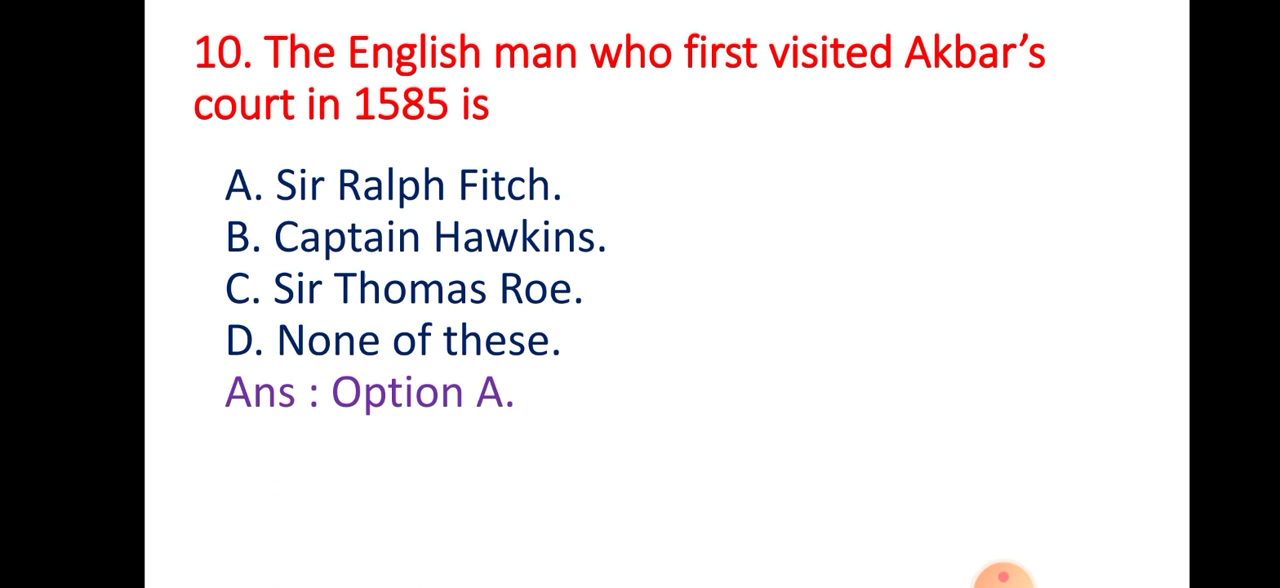 10. The English man who first visited Akbar’s
court in 1585 is
A. Sir Ralph Fitch.
B. Captain Hawkins.
C. Sir Thomas Roe.
D. None of these.
Ans : Option A.